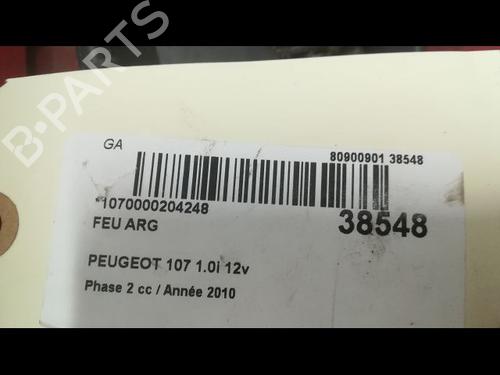 B-PARTS
GA
80900901 38548
*1070000204248
38548
FEU ARG
PEUGEOT 107 1.0i 12v
Phase 2 cc / Année 2010